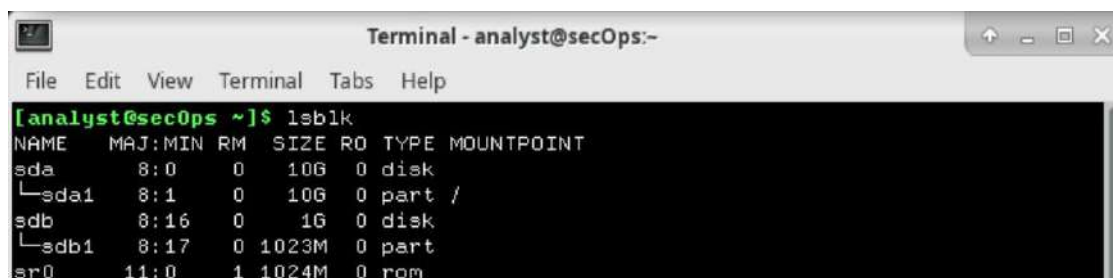 Terminal - analyst@secOps:~
File Edit View Terminal Tabs Help
[analyst@secOps ~]$ lsblk
NAME MAJ:MIN RM SIZE RO TYPE MOUNTPOINT
sda 8:0 0 10G 0 disk
└─sda1 8:1 0 10G 0 part /
sdb 8:16 0 1G 0 disk
└─sdb1 8:17 0 1023M 0 part
sr0 11:0 1 1024M 0 rom